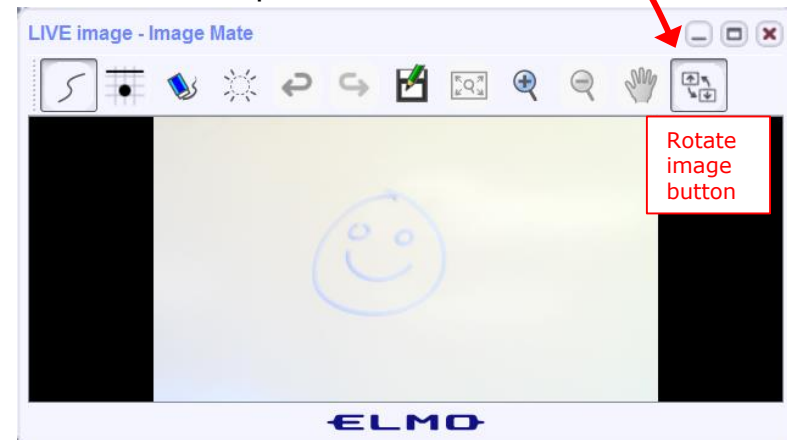 LIVE image - Image Mate
Rotate
image
button
ELMO